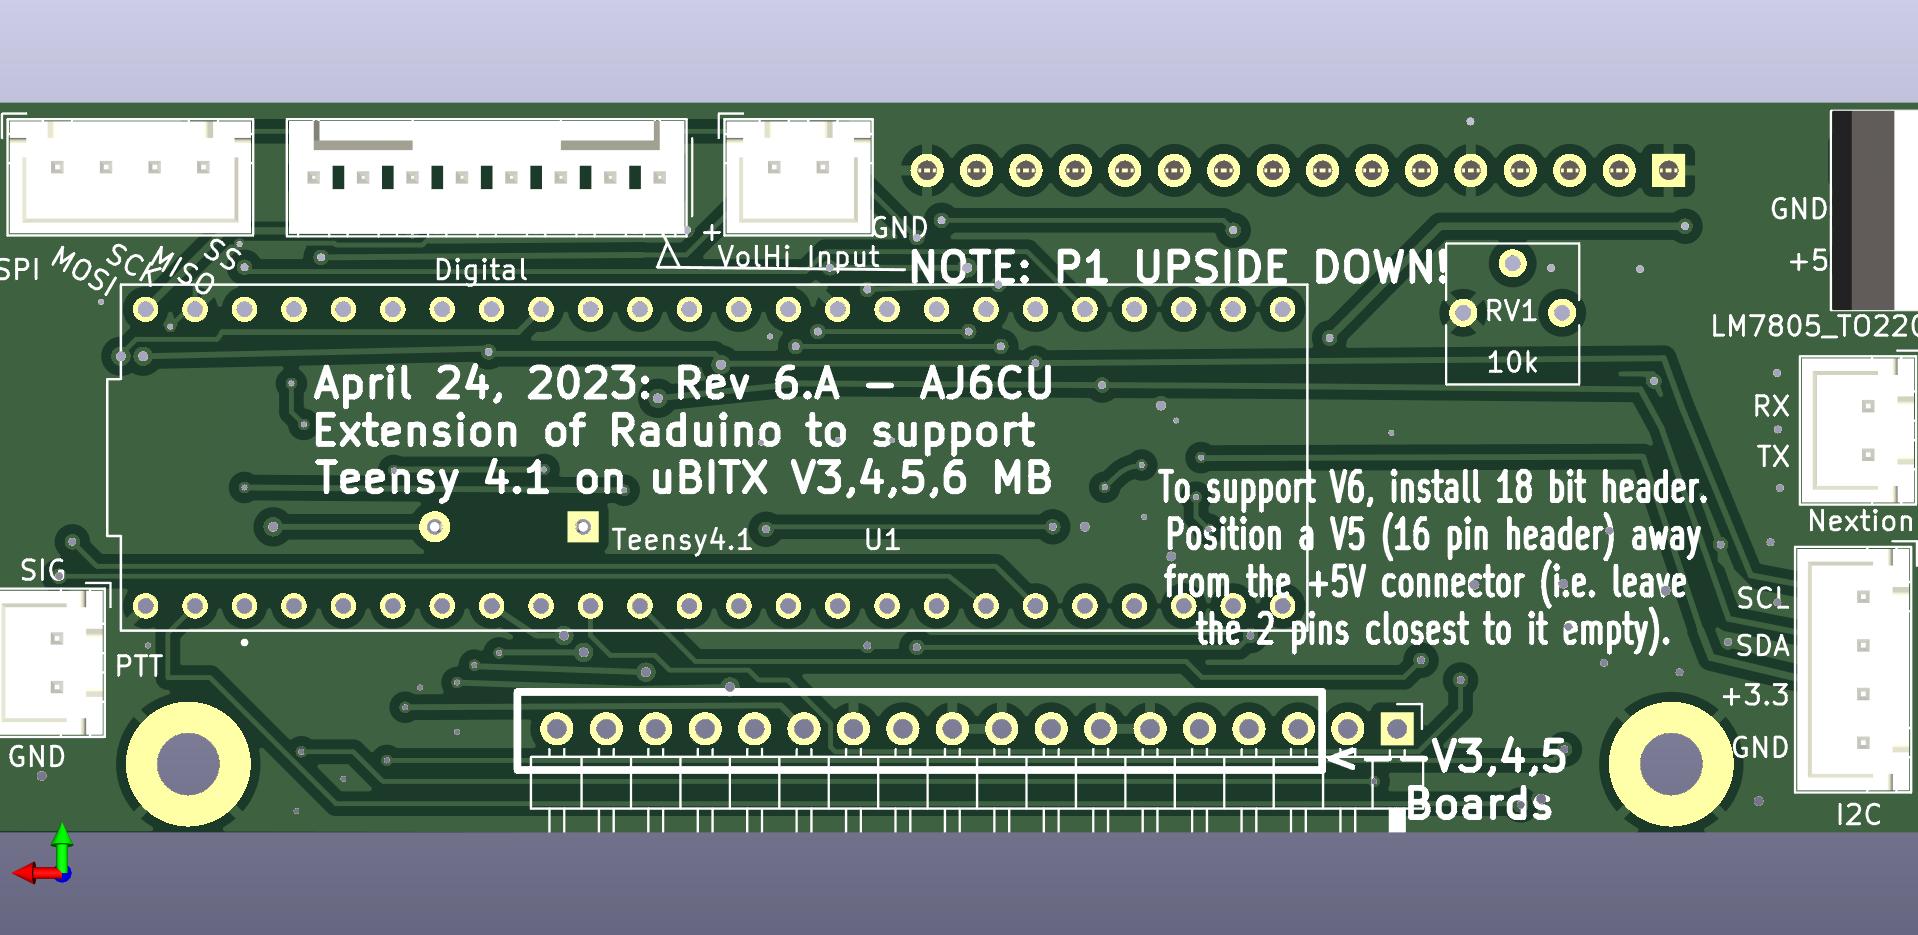 GND
+
GND
VolHi Input
SPI
MOSI
SCK
MISO
SS
Digital
NOTE: P1 UPSIDE DOWN!
+5
RV1
LM7805_TO220
10k
April 24, 2023: Rev 6.A – AJ6CU
Extension of Raduino to support
Teensy 4.1 on uBITX V3,4,5,6 MB
RX
TX
Nextion
To support V6, install 18 bit header.
Position a V5 (16 pin header) away
from the +5V connector (i.e. leave
the 2 pins closest to it empty).
Teensy4.1
U1
SIG
PTT
GND
SCL
SDA
+3.3
GND
I2C
<---V3,4,5
Boards